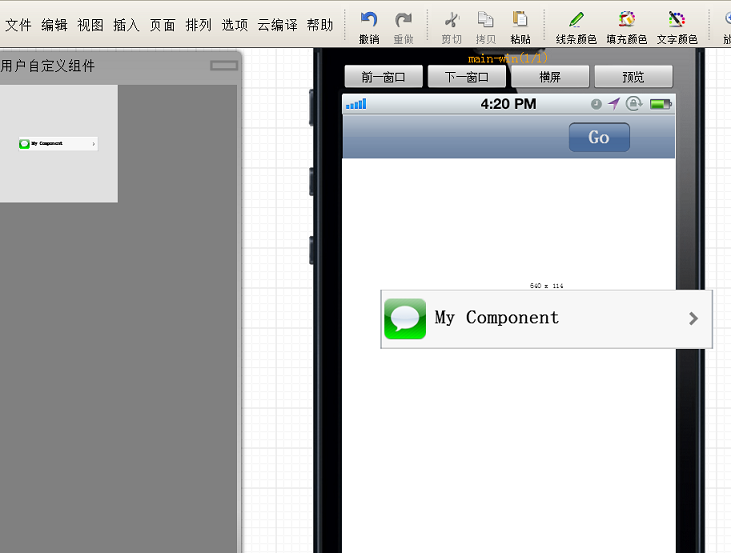 文件 编辑 视图 插入 页面 排列 选项 云编译 帮助
撤销 重做 剪切 拷贝 粘贴 线条颜色 填充颜色 文字颜色
用户自定义组件
My Component
main-win(1/1)
前一窗口 下一窗口 横屏 预览
4:20 PM
Go
640 x 114
My Component